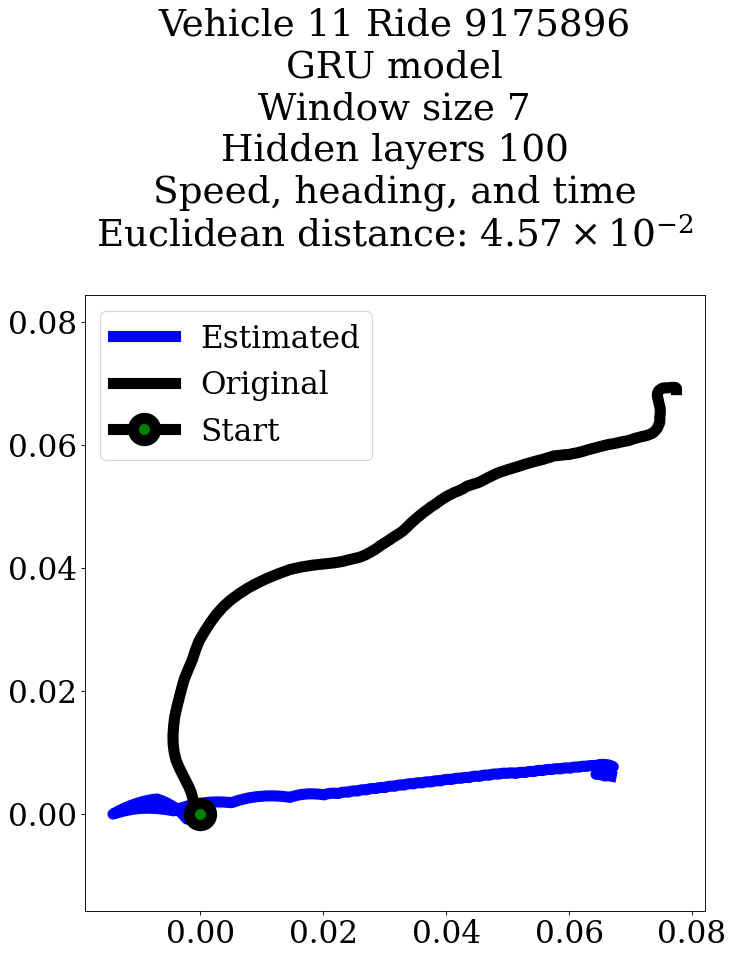 Vehicle 11 Ride 9175896
GRU model
Window size 7
Hidden layers 100
Speed, heading, and time
Euclidean distance: 4.57 × 10⁻²
Estimated
Original
Start
0.08
0.06
0.04
0.02
0.00
0.00 0.02 0.04 0.06 0.08